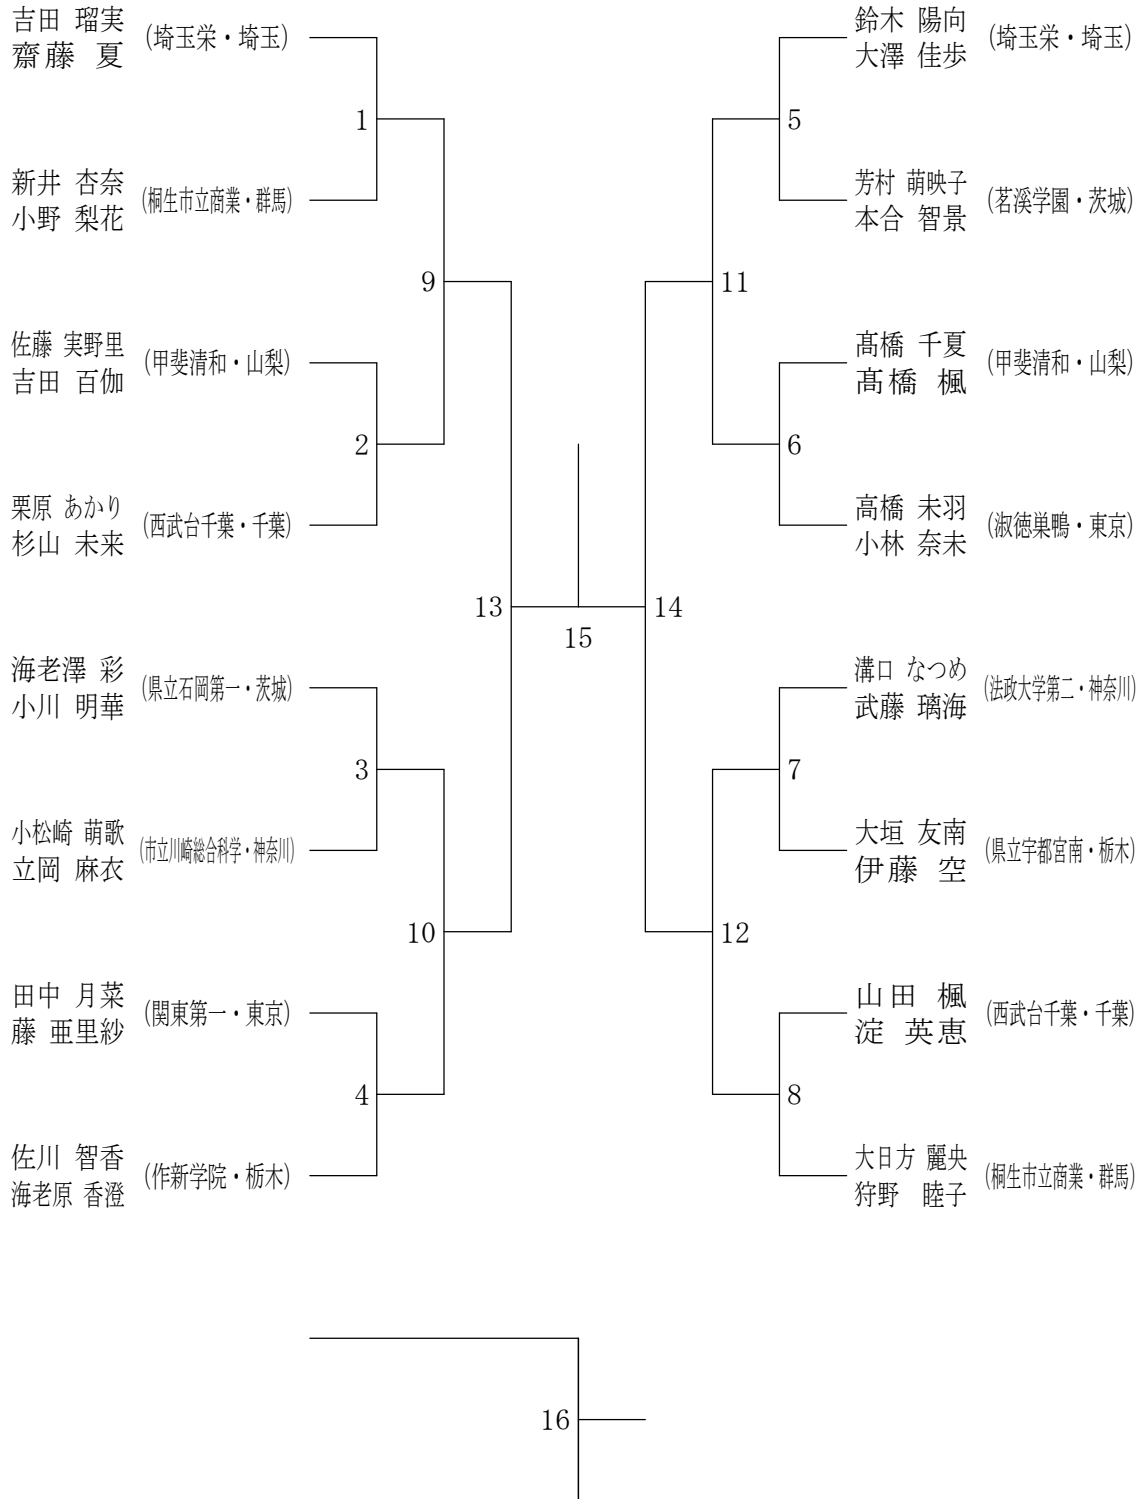 吉田 瑠実
齋藤 夏
(埼玉栄・埼玉)
1
新井 杏奈
小野 梨花
(桐生市立商業・群馬)
9
佐藤 実野里
吉田 百伽
(甲斐清和・山梨)
2
栗原 あかり
杉山 未来
(西武台千葉・千葉)
13
海老澤 彩
小川 明華
(県立石岡第一・茨城)
3
小松崎 萌歌
立岡 麻衣
(市立川崎総合科学・神奈川)
10
田中 月菜
藤 亜里紗
(関東第一・東京)
4
佐川 智香
海老原 香澄
(作新学院・栃木)
15
鈴木 陽向
大澤 佳歩
(埼玉栄・埼玉)
5
芳村 萌映子
本合 智景
(茗溪学園・茨城)
11
髙橋 千夏
髙橋 楓
(甲斐清和・山梨)
6
高橋 未羽
小林 奈未
(淑徳巣鴨・東京)
14
溝口 なつめ
武藤 璃海
(法政大学第二・神奈川)
7
大垣 友南
伊藤 空
(県立宇都宮南・栃木)
12
山田 楓
淀 英恵
(西武台千葉・千葉)
8
大日方 麗央
狩野 睦子
(桐生市立商業・群馬)
16